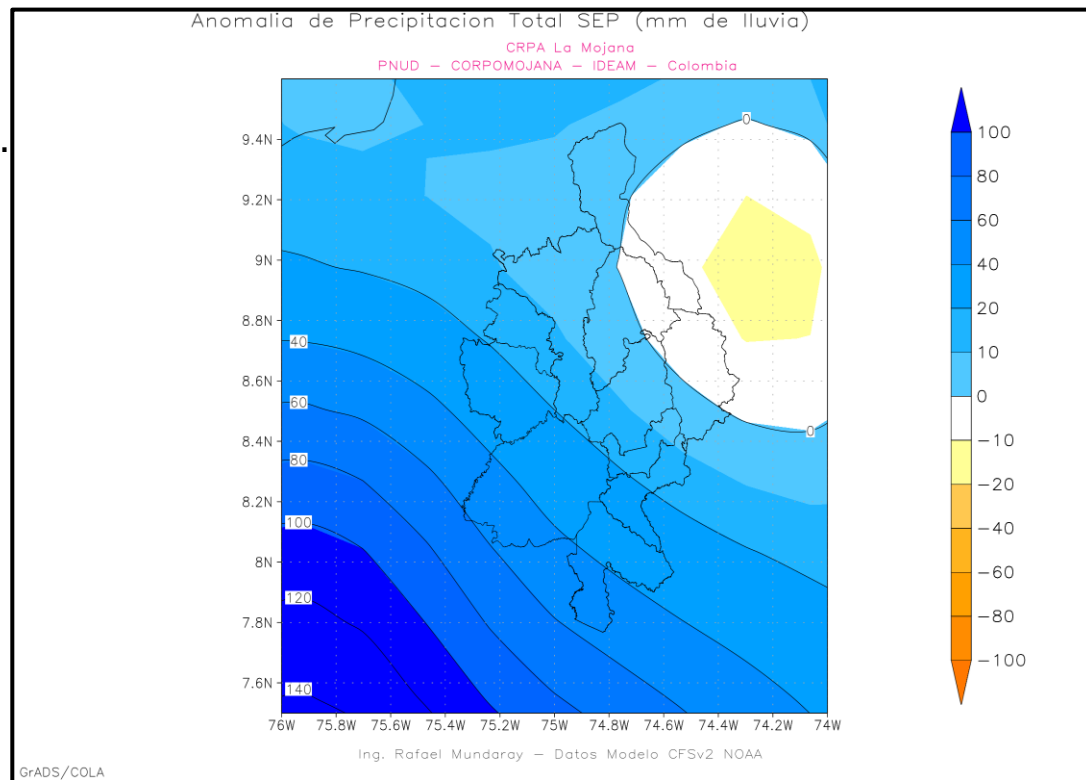 Anomalia de Precipitacion Total SEP (mm de lluvia)
CRPA La Mojana
PNUD – CORPOMOJANA – IDEAM – Colombia
9.4N
9.2N
9N
8.8N
8.6N
8.4N
8.2N
8N
7.8N
7.6N
0
0
40
60
80
100
120
140
76W 75.8W 75.6W 75.4W 75.2W 75W 74.8W 74.6W 74.4W 74.2W 74W
100
80
60
40
20
10
0
−10
−20
−40
−60
−80
−100
Ing. Rafael Mundaray – Datos Modelo CFSv2 NOAA
GrADS/COLA